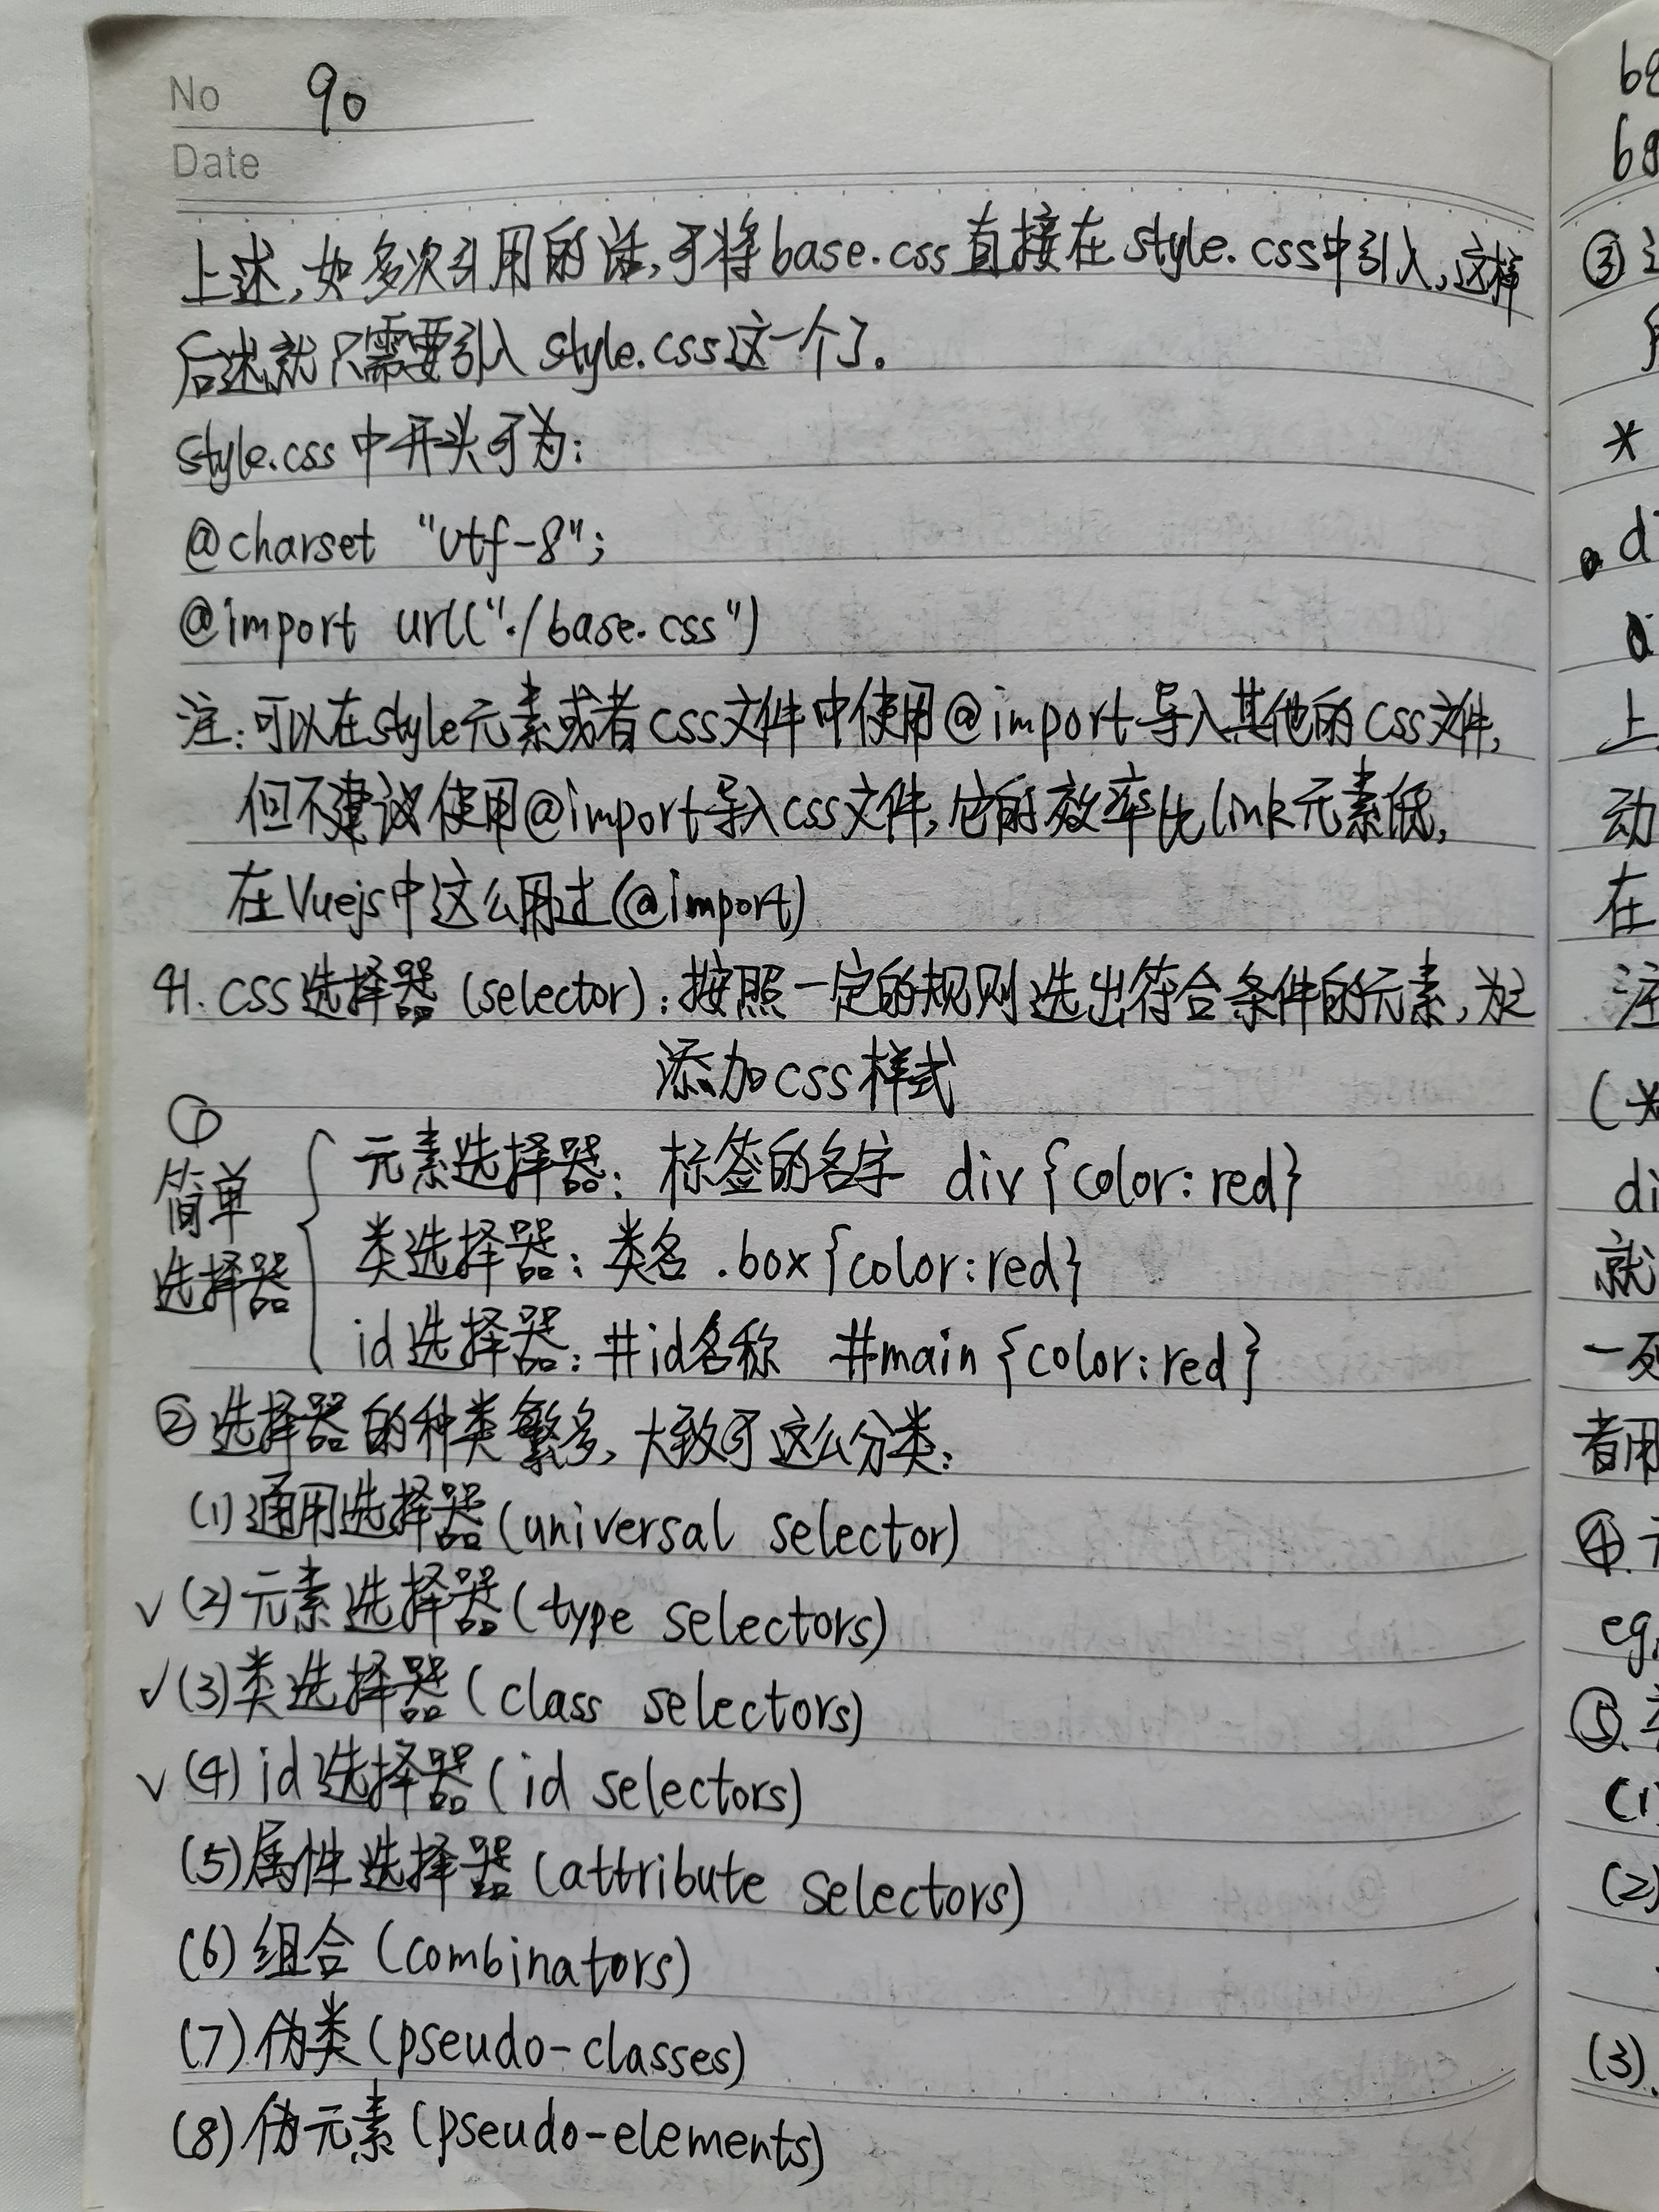 No 90
Date
上述,如多次引用的话,可将base.css直接在style.css中引入,这样
后述就只需要引入style.css这一个了。
style.css中开头可为:
@charset "utf-8";
@import url("./base.css")
注:可以在style元素或者CSS文件中使用@import导入其他的CSS文件,
但不建议使用@import导入CSS文件,它的效率比link元素低,
在Vuejs中这么用过(@import)
41. CSS选择器(selector):按照一定的规则选出符合条件的元素,为之
添加CSS样式
①
简单
选择器
元素选择器: 标签的名字 div{color:red}
类选择器: 类名 .box{color:red}
id选择器: #id名称 #main{color:red}
②选择器的种类繁多,大致可这么分类:
(1)通用选择器(universal selector)
√(2)元素选择器(type selectors)
√(3)类选择器(class selectors)
√(4)id选择器(id selectors)
(5)属性选择器(attribute selectors)
(6)组合(combinators)
(7)伪类(pseudo-classes)
(8)伪元素(pseudo-elements)
③
*
上
动
在
注
di
就
者用
④
eg.
⑤
(1)
(2)
(3).